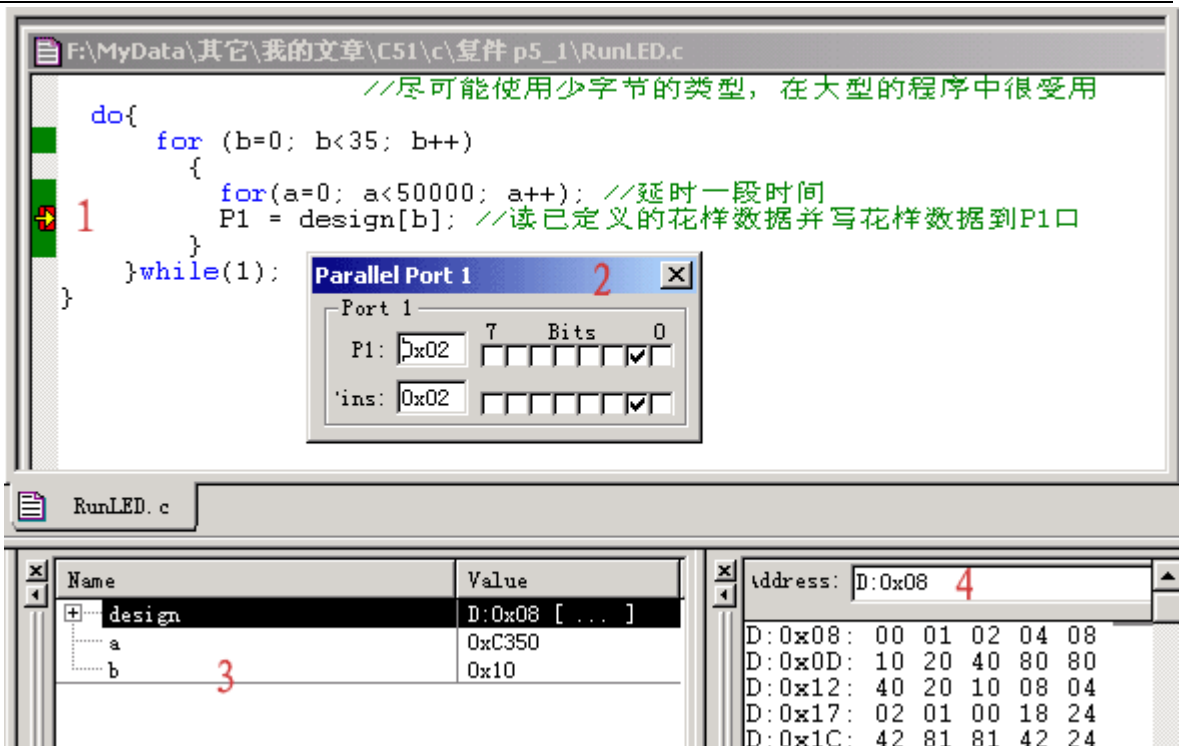 F:\MyData\其它\我的文章\C51\c\复件 p5_1\RunLED.c
//尽可能使用少字节的类型，在大型的程序中很受用
do{
for (b=0; b<35; b++)
{
for(a=0; a<50000; a++); //延时一段时间
1
P1 = design[b]; //读已定义的花样数据并写花样数据到P1口
}
}while(1);
}
Parallel Port 1
2
Port 1
7 Bits 0
P1: 0x02
'ins: 0x02
RunLED.c
Name Value
design D:0x08 [ ... ]
a 0xC350
b 0x10
3
Address: D:0x08
4
D:0x08: 00 01 02 04 08
D:0x0D: 10 20 40 80 80
D:0x12: 40 20 10 08 04
D:0x17: 02 01 00 18 24
D:0x1C: 42 81 81 42 24